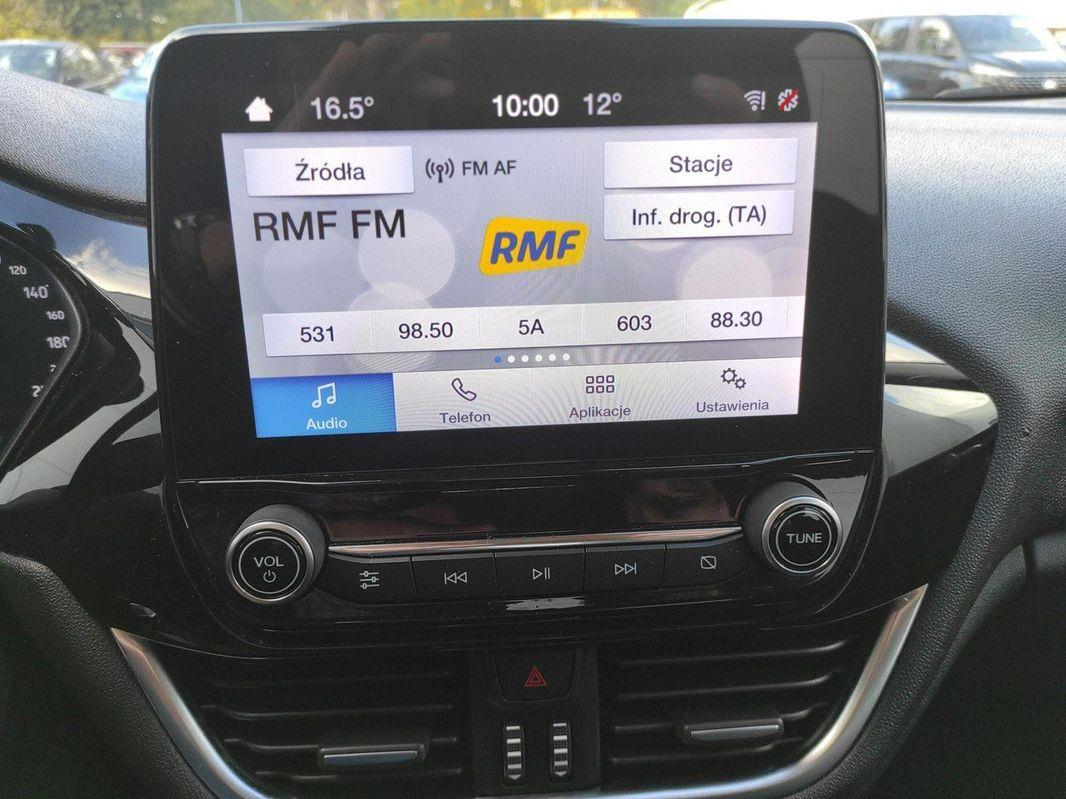 16.5° 10:00 12°
Źródła FM AF Stacje
RMF FM RMF Inf. drog. (TA)
531 98.50 5A 603 88.30
Audio Telefon Aplikacje Ustawienia
120
140
160
180
VOL TUNE